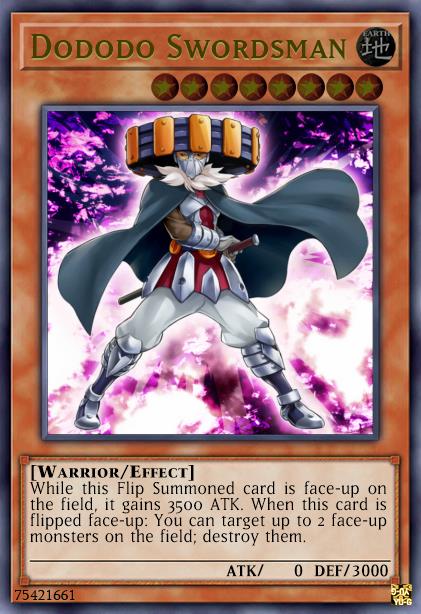 Dododo Swordsman
EARTH
地
[Warrior/Effect]
While this Flip Summoned card is face-up on
the field, it gains 3500 ATK. When this card is
flipped face-up: You can target up to 2 face-up
monsters on the field; destroy them.
ATK/ 0 DEF/3000
75421661